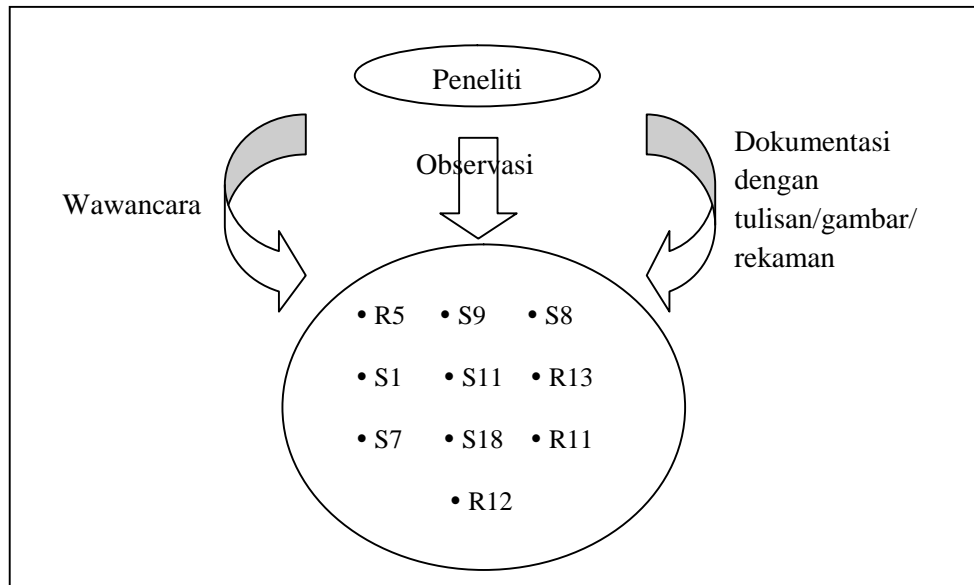 Peneliti
Observasi
Wawancara
Dokumentasi
dengan
tulisan/gambar/
rekaman
• R5 • S9 • S8
• S1 • S11 • R13
• S7 • S18 • R11
• R12